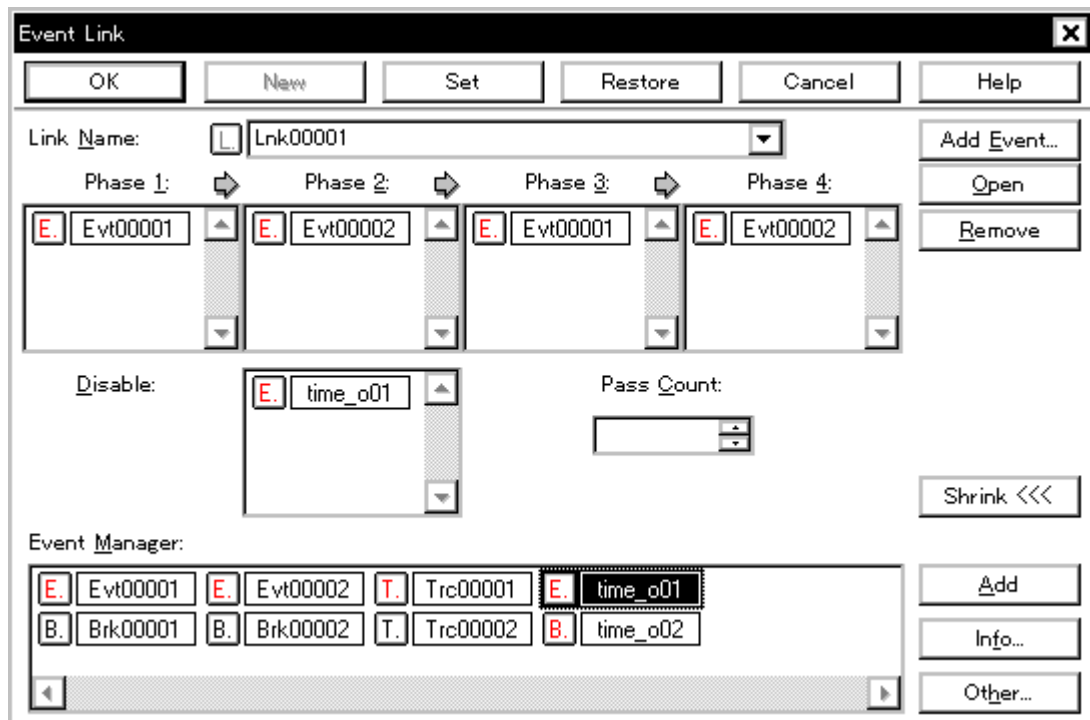 Event Link
OK New Set Restore Cancel Help
Link Name: L. Lnk00001 Add Event...
Phase 1: Phase 2: Phase 3: Phase 4: Open
E. Evt00001 E. Evt00002 E. Evt00001 E. Evt00002 Remove
Disable: E. time_o01 Pass Count:
Shrink <<<
Event Manager:
E. Evt00001 E. Evt00002 T. Trc00001 E. time_o01 Add
B. Brk00001 B. Brk00002 T. Trc00002 B. time_o02
Info...
Other...